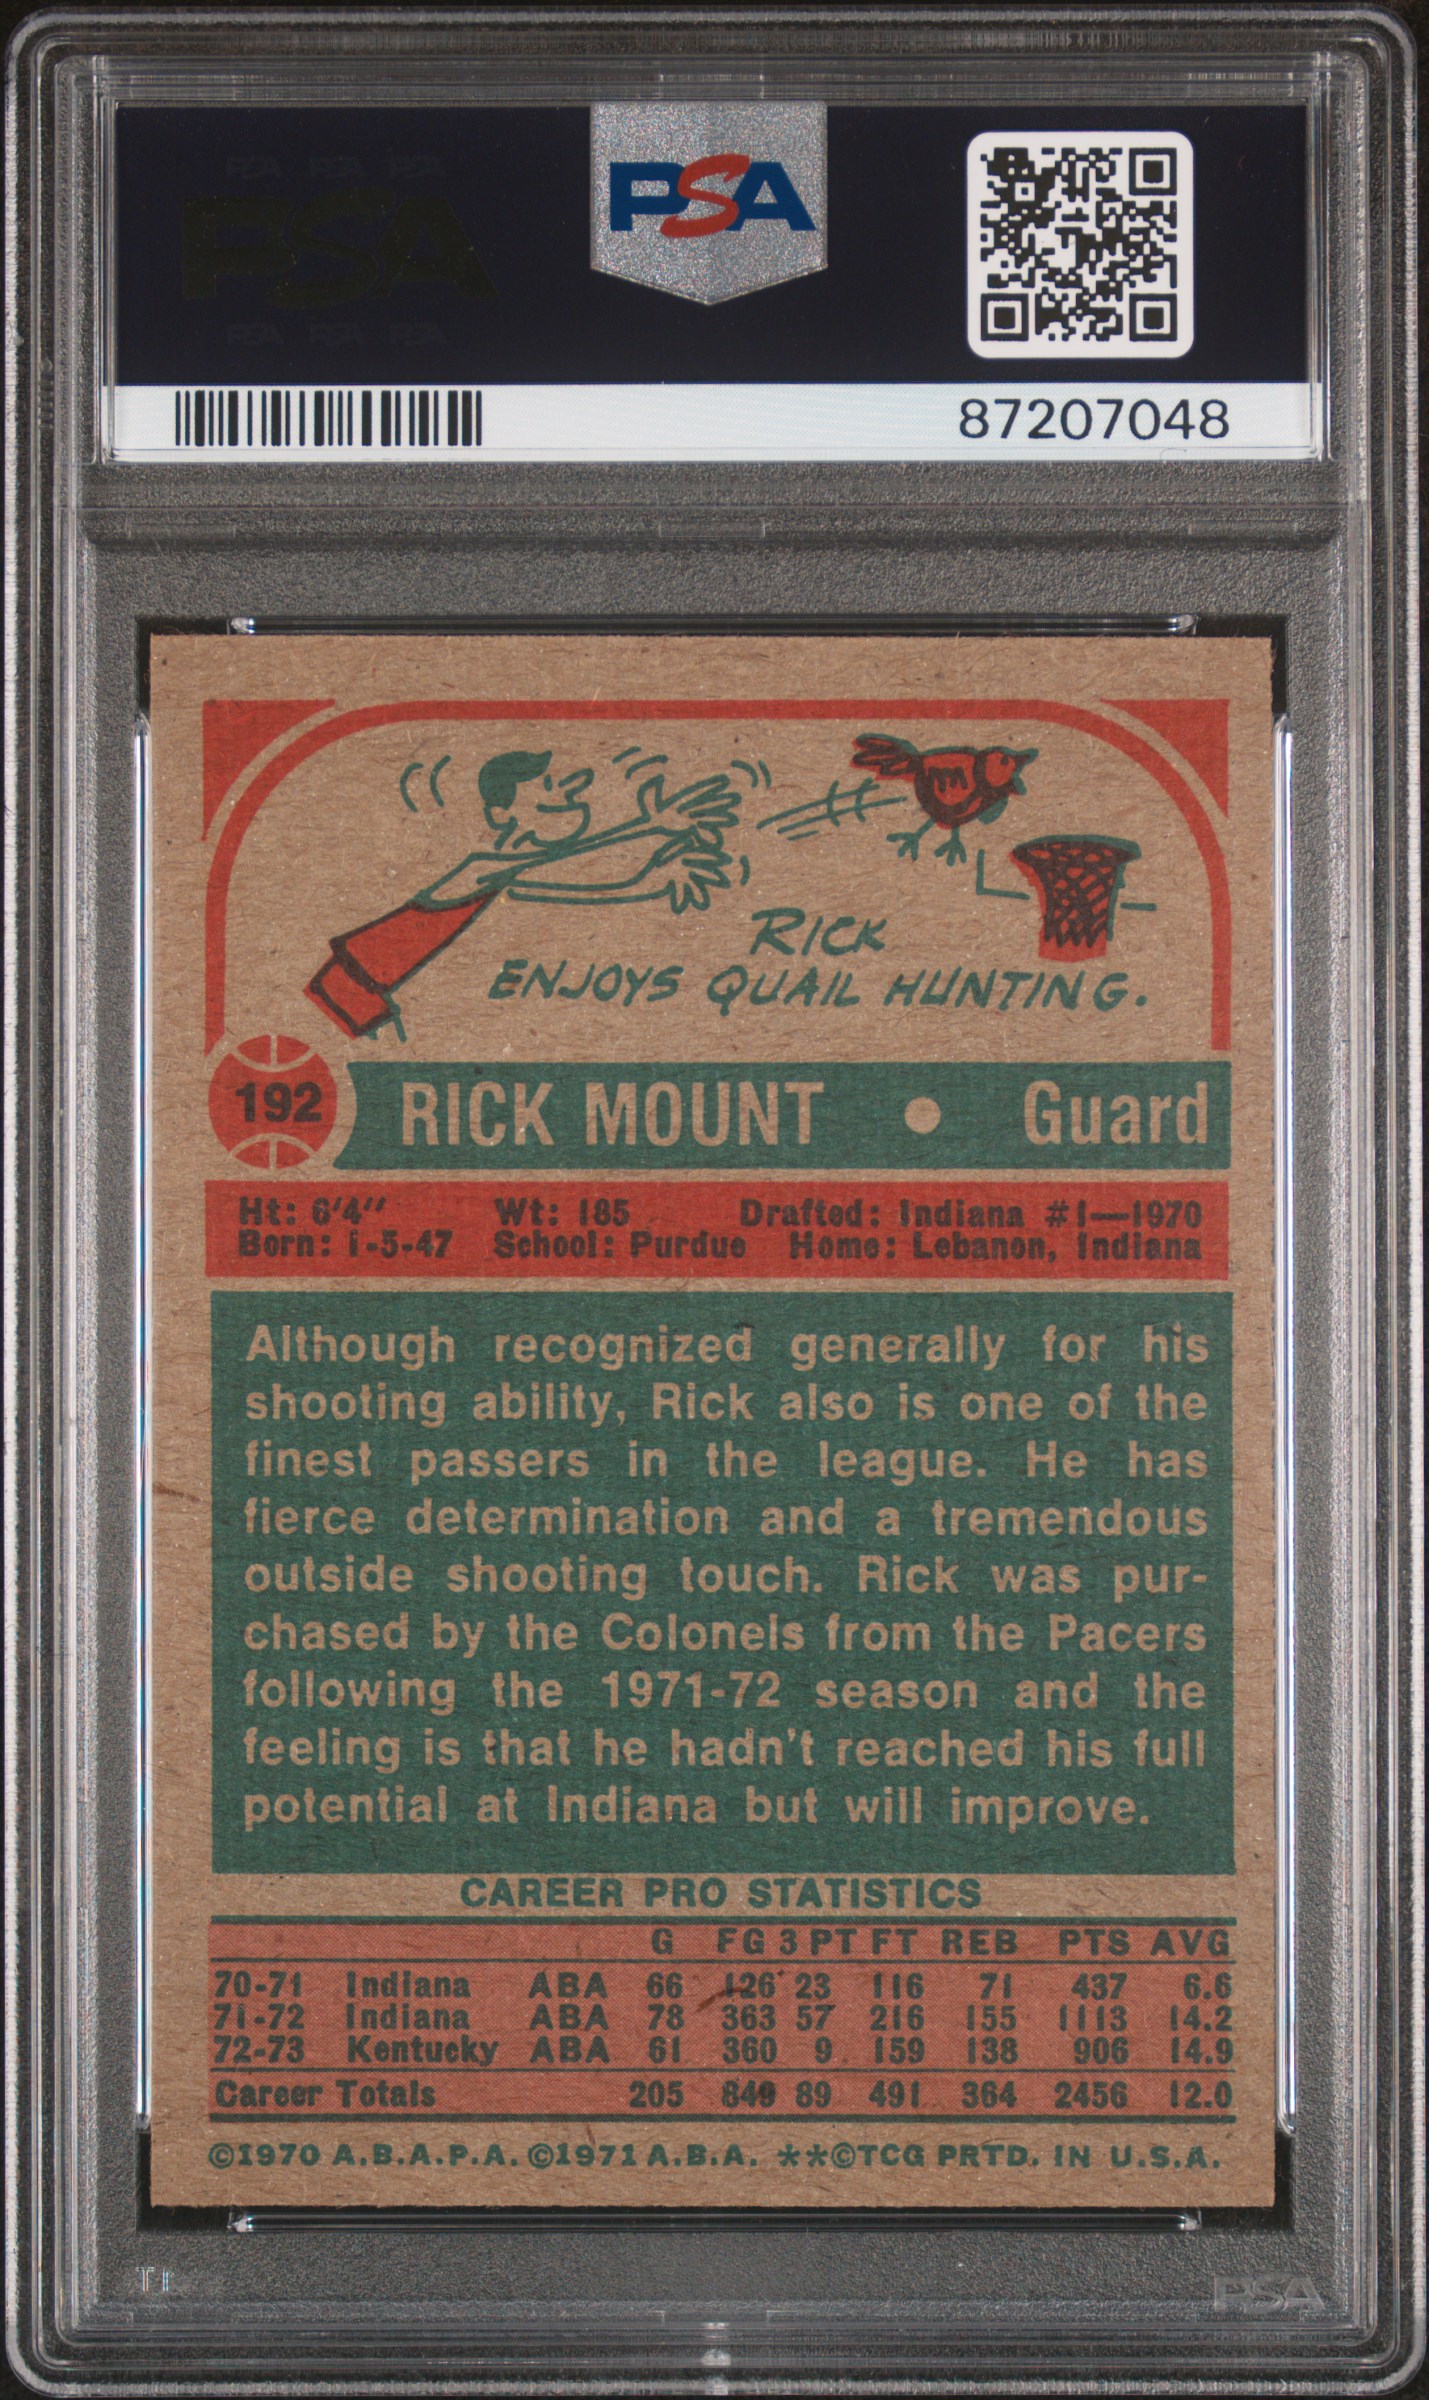 PSA PSA PSA
PSA
PSA PSA PSA
PSA
87207048
RICK
ENJOYS QUAIL HUNTING.
192
RICK MOUNT • Guard
Ht: 6'4" Wt: 185 Drafted: Indiana #1—1970
Born: 1-5-47 School: Purdue Home: Lebanon, Indiana
Although recognized generally for his
shooting ability, Rick also is one of the
finest passers in the league. He has
fierce determination and a tremendous
outside shooting touch. Rick was pur-
chased by the Colonels from the Pacers
following the 1971-72 season and the
feeling is that he hadn't reached his full
potential at Indiana but will improve.
CAREER PRO STATISTICS
G FG 3 PT FT REB PTS AVG
70-71 Indiana ABA 66 126 23 116 71 437 6.6
71-72 Indiana ABA 78 363 57 216 155 1113 14.2
72-73 Kentucky ABA 61 360 9 159 138 906 14.9
Career Totals 205 849 89 491 364 2456 12.0
©1970 A.B.A.P.A. ©1971 A.B.A. **©TCG PRTD. IN U.S.A.
PSA